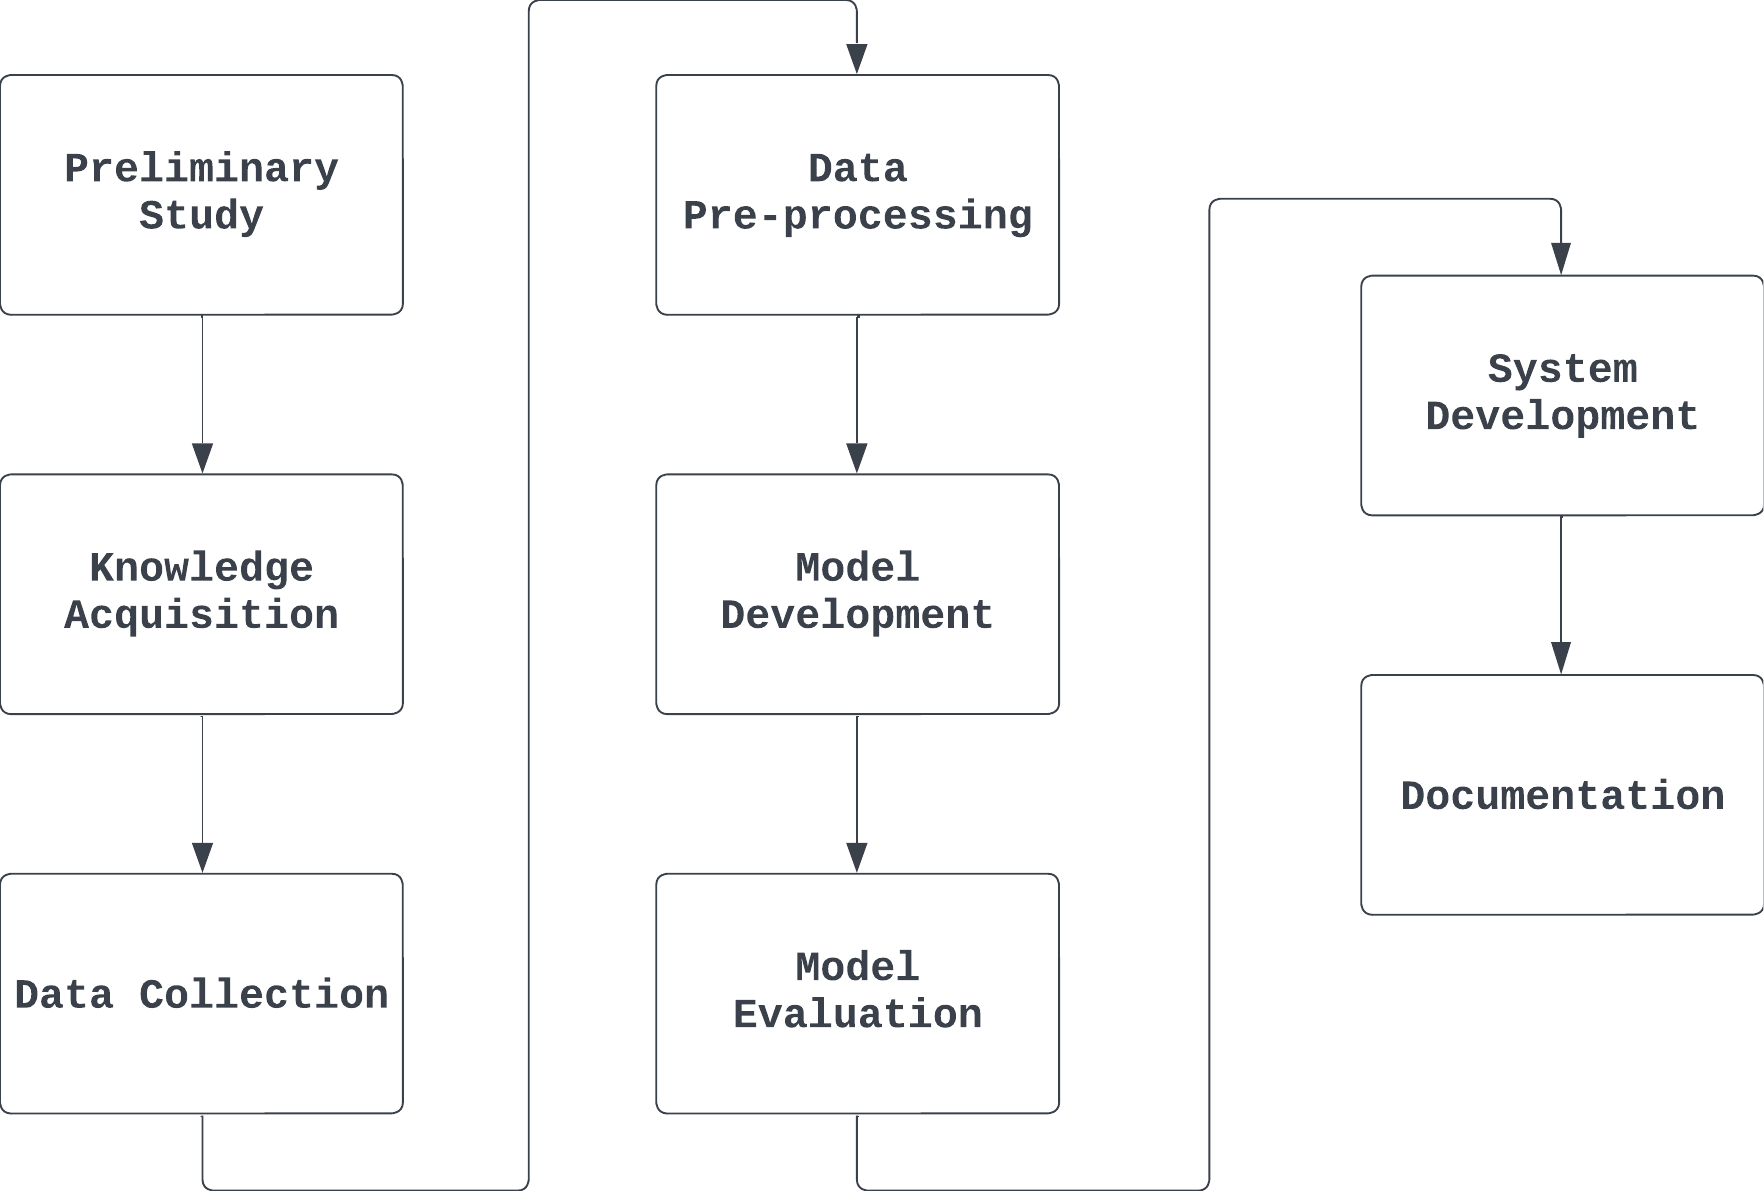 Preliminary
Study
Knowledge
Acquisition
Data Collection
Data
Pre-processing
Model
Development
Model
Evaluation
System
Development
Documentation